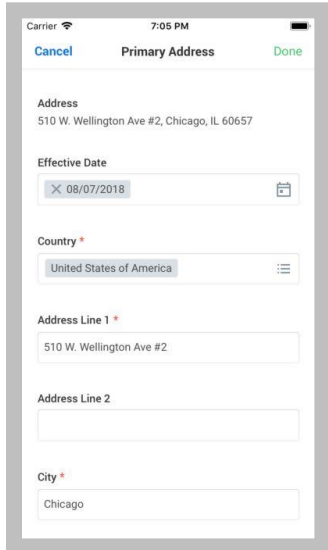 Carrier 7:05 PM
Cancel Primary Address Done
Address
510 W. Wellington Ave #2, Chicago, IL 60657
Effective Date
08/07/2018
Country *
United States of America
Address Line 1 *
510 W. Wellington Ave #2
Address Line 2
City *
Chicago